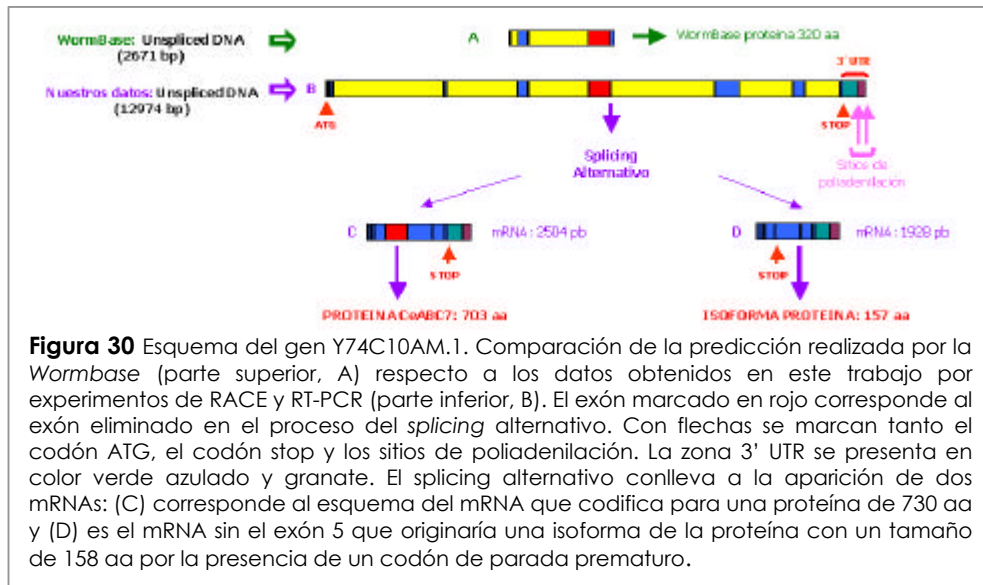 WormBase: Unspliced DNA
(2671 bp)
A
WormBase proteina 320 aa
3' UTR
Nuestros datos: Unspliced DNA
(12974 bp)
B
ATG
STOP
Splicing
Alternativo
Sitios de
poliadenilación
C
mRNA: 2504 pb
D
mRNA: 1928 pb
STOP
STOP
PROTEINA CeABC7: 703 aa
ISOFORMA PROTEINA: 157 aa
Figura 30 Esquema del gen Y74C10AM.1. Comparación de la predicción realizada por la
Wormbase (parte superior, A) respecto a los datos obtenidos en este trabajo por
experimentos de RACE y RT-PCR (parte inferior, B). El exón marcado en rojo corresponde al
exón eliminado en el proceso del splicing alternativo. Con flechas se marcan tanto el
codón ATG, el codón stop y los sitios de poliadenilación. La zona 3' UTR se presenta en
color verde azulado y granate. El splicing alternativo conlleva a la aparición de dos
mRNAs: (C) corresponde al esquema del mRNA que codifica para una proteína de 730 aa
y (D) es el mRNA sin el exón 5 que originaría una isoforma de la proteína con un tamaño
de 158 aa por la presencia de un codón de parada prematuro.